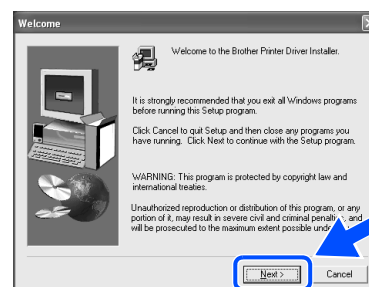 Welcome
Welcome to the Brother Printer Driver Installer.
It is strongly recommended that you exit all Windows programs
before running this Setup program.
Click Cancel to quit Setup and then close any programs you
have running. Click Next to continue with the Setup program.
WARNING: This program is protected by copyright law and
international treaties.
Unauthorized reproduction or distribution of this program, or any
portion of it, may result in severe civil and criminal penalties, and
will be prosecuted to the maximum extent possible under
Next >
Cancel